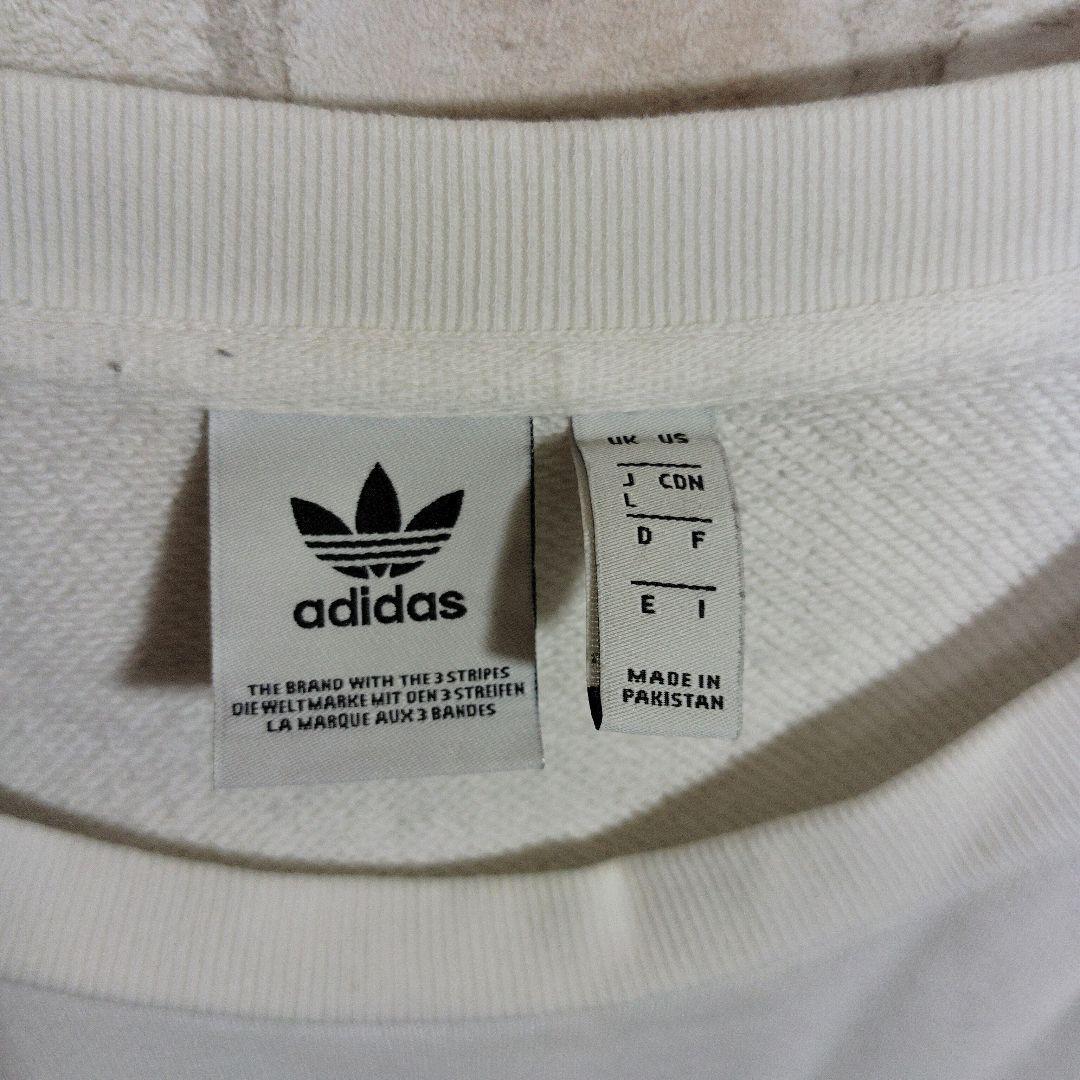 adidas
THE BRAND WITH THE 3 STRIPES
DIE WELTMARKE MIT DEN 3 STREIFEN
LA MARQUE AUX 3 BANDES
UK US
J CDN
L
D F
E I
MADE IN
PAKISTAN